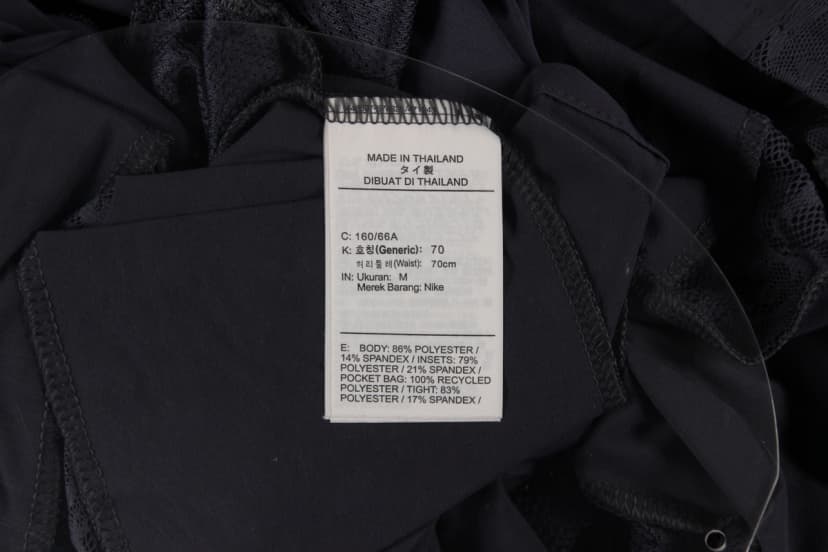 MADE IN THAILAND
タイ製
DIBUAT DI THAILAND
C: 160/66A
K: 호칭(Generic): 70
허리둘레(Waist): 70cm
IN: Ukuran: M
Merek Barang: Nike
E: BODY: 86% POLYESTER /
14% SPANDEX / INSETS: 79%
POLYESTER / 21% SPANDEX /
POCKET BAG: 100% RECYCLED
POLYESTER / TIGHT: 83%
POLYESTER / 17% SPANDEX /